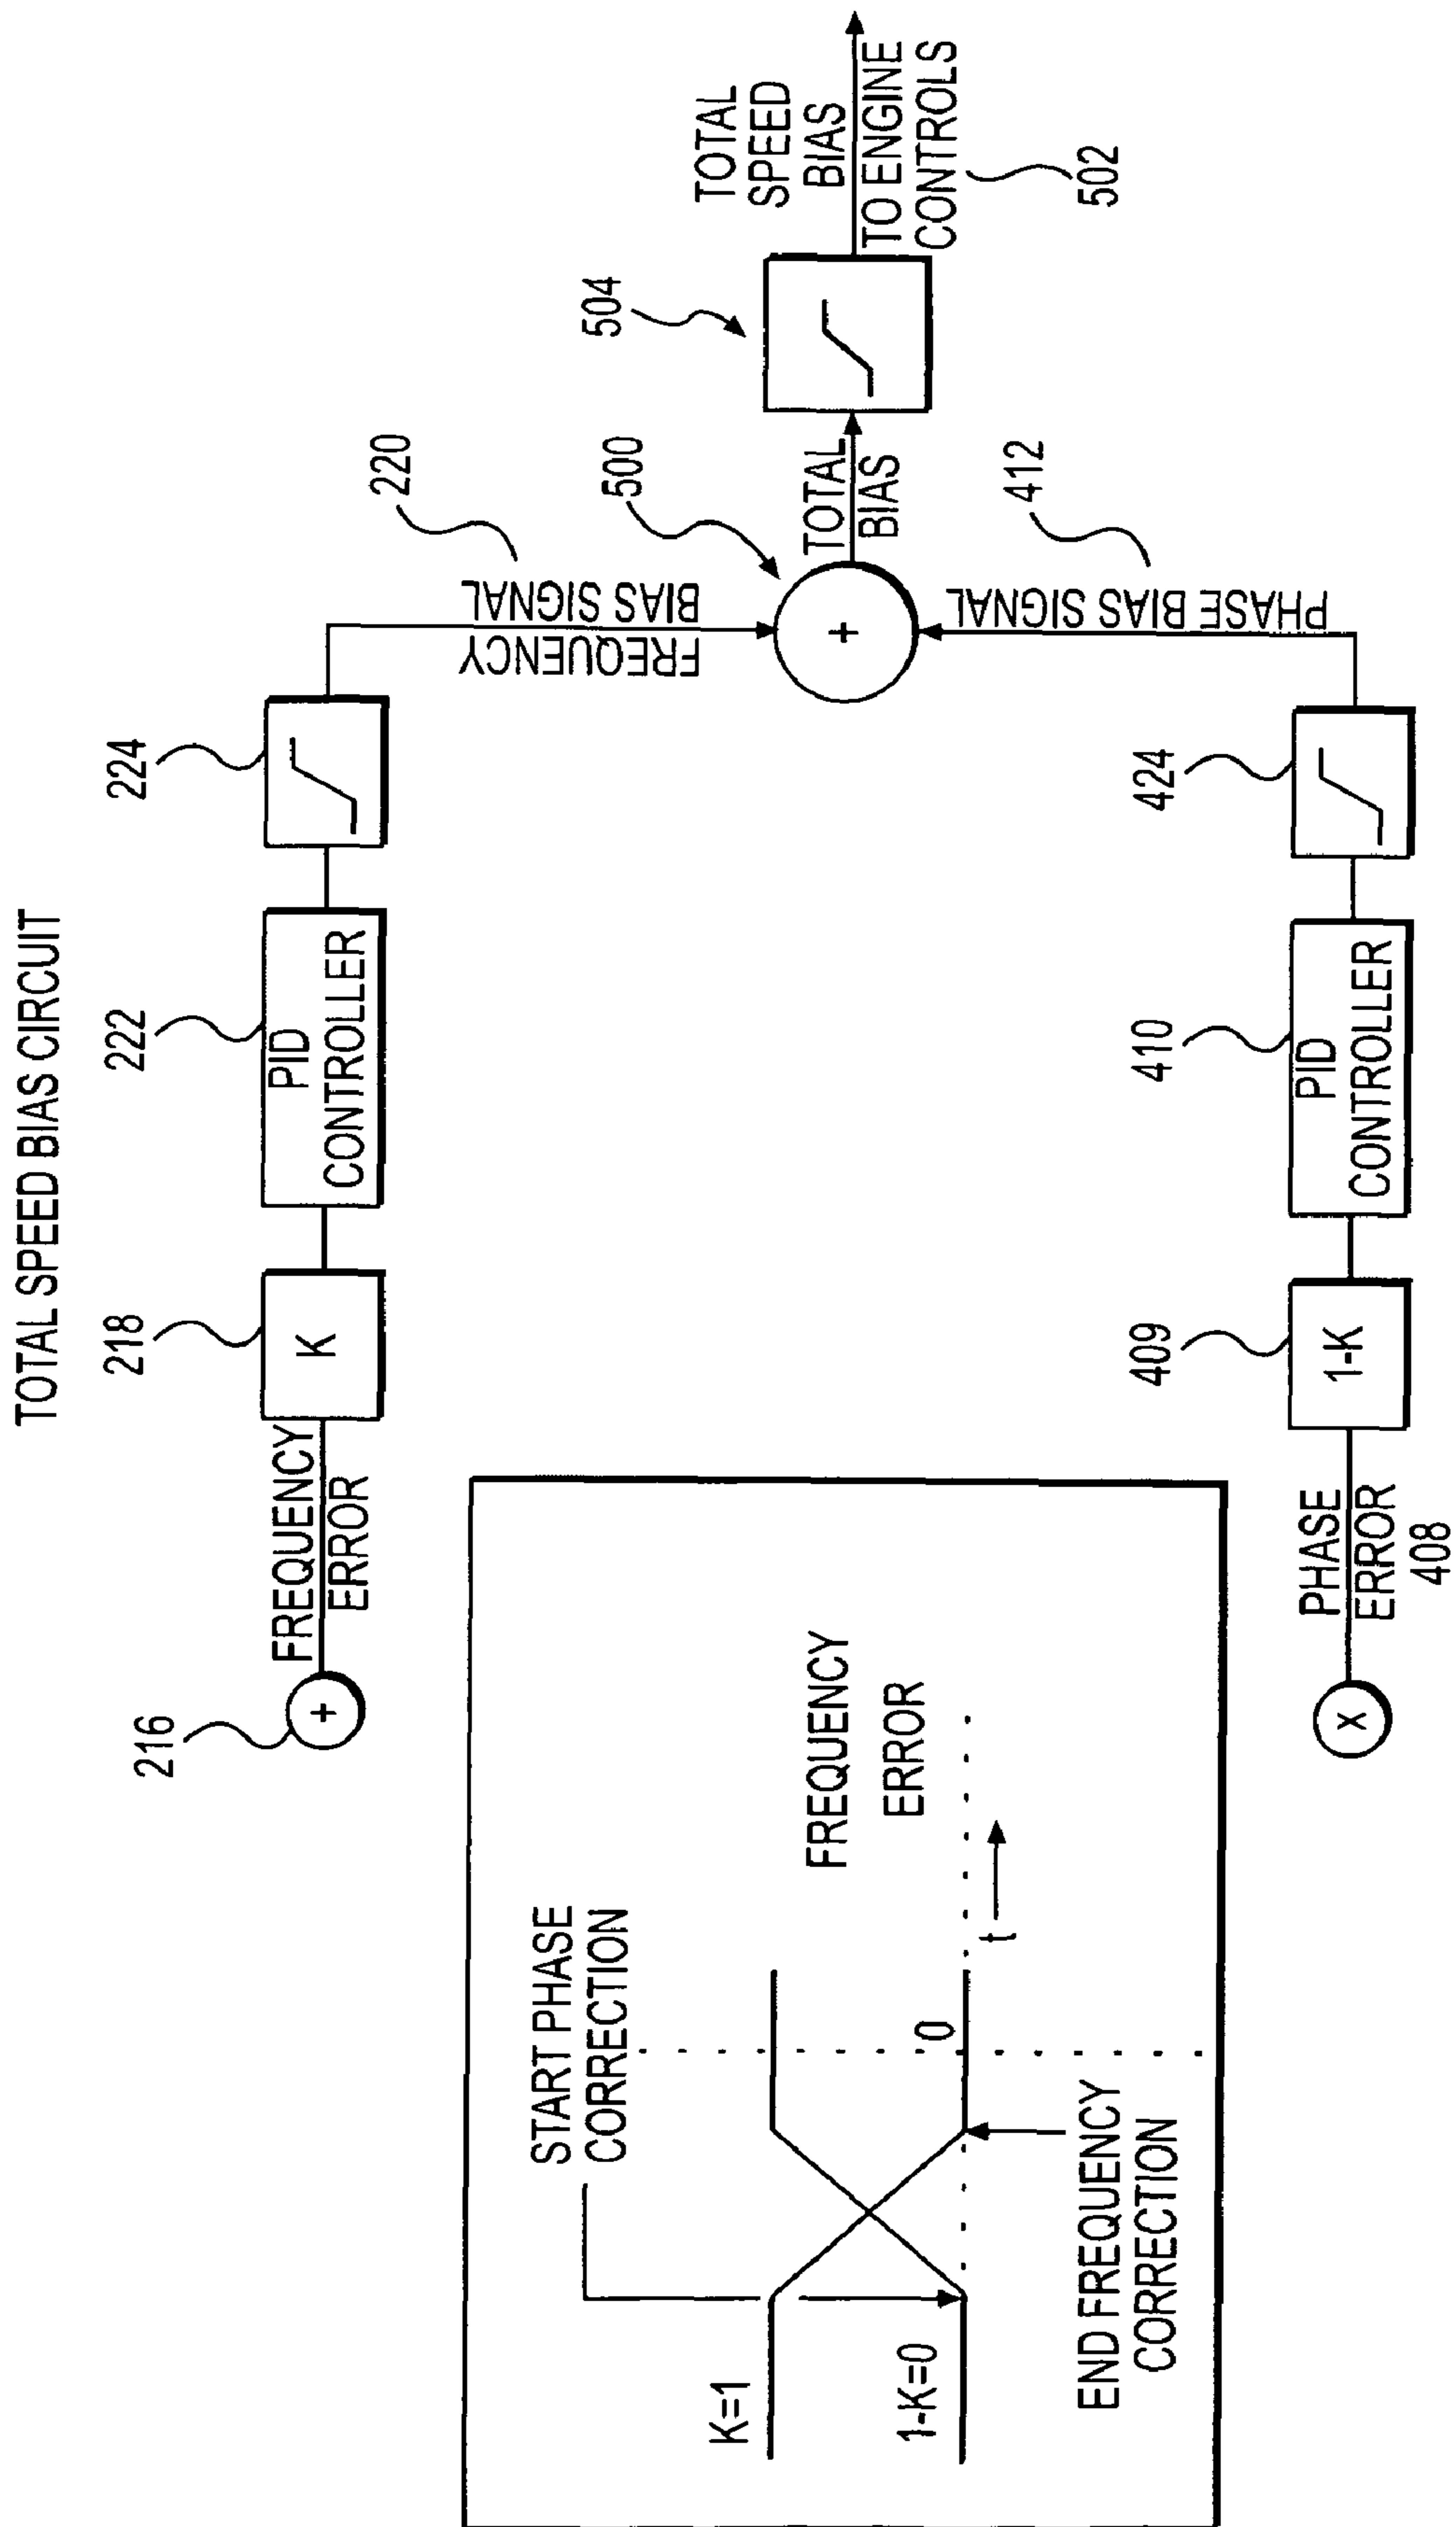 TOTAL SPEED BIAS CIRCUIT
216
FREQUENCY
ERROR
218
K
222
PID
CONTROLLER
224
220
FREQUENCY
BIAS SIGNAL
500
+
+
TOTAL
BIAS
504
TOTAL
SPEED
BIAS
TO ENGINE
CONTROLS
502
START PHASE
CORRECTION
K=1
1-K=0
0
t
FREQUENCY
ERROR
END FREQUENCY
CORRECTION
X
PHASE
ERROR
408
409
1-K
410
PID
CONTROLLER
424
412
PHASE BIAS SIGNAL